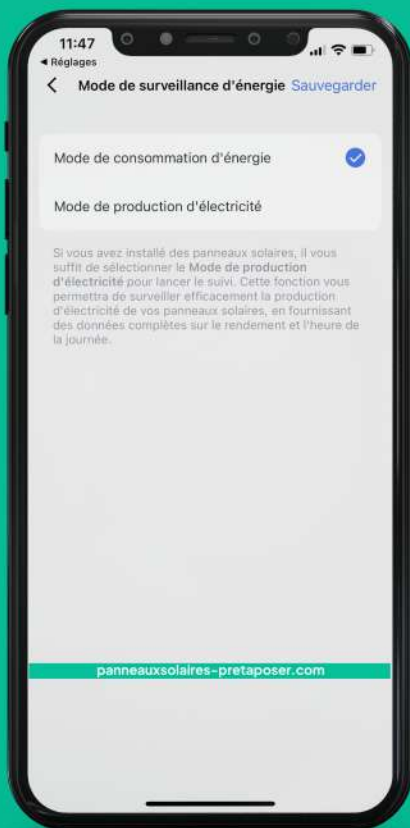 11:47
◀ Réglages
Mode de surveillance d'énergie Sauvegarder
Mode de consommation d'énergie
Mode de production d'électricité
Si vous avez installé des panneaux solaires, il vous
suffit de sélectionner le Mode de production
d'électricité pour lancer le suivi. Cette fonction vous
permettra de surveiller efficacement la production
d'électricité de vos panneaux solaires, en fournissant
des données complètes sur le rendement et l'heure de
la journée.
panneauxsolaires-pretaposer.com